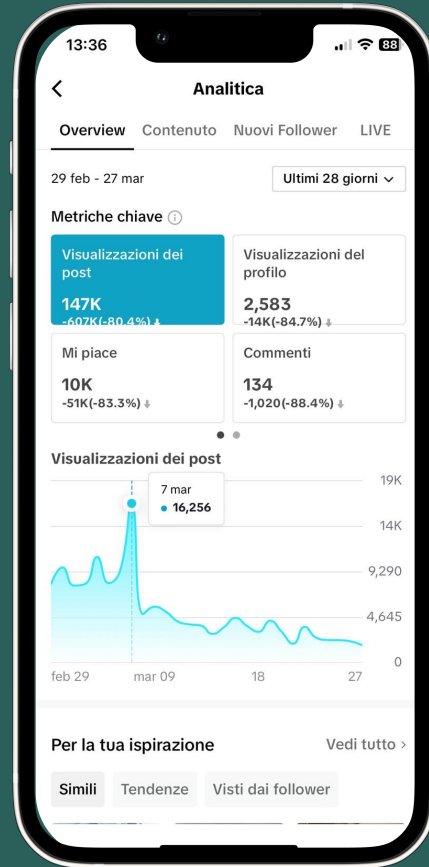 13:36
88
Analitica
Overview Contenuto Nuovi Follower LIVE
29 feb - 27 mar
Ultimi 28 giorni
Metriche chiave
Visualizzazioni dei
post
147K
-607K(-80.4%)
Visualizzazioni del
profilo
2,583
-14K(-84.7%)
Mi piace
10K
-51K(-83.3%)
Commenti
134
-1,020(-88.4%)
Visualizzazioni dei post
7 mar
16,256
19K
14K
9,290
4,645
0
feb 29 mar 09 18 27
Per la tua ispirazione
Vedi tutto
Simili Tendenze Visti dai follower